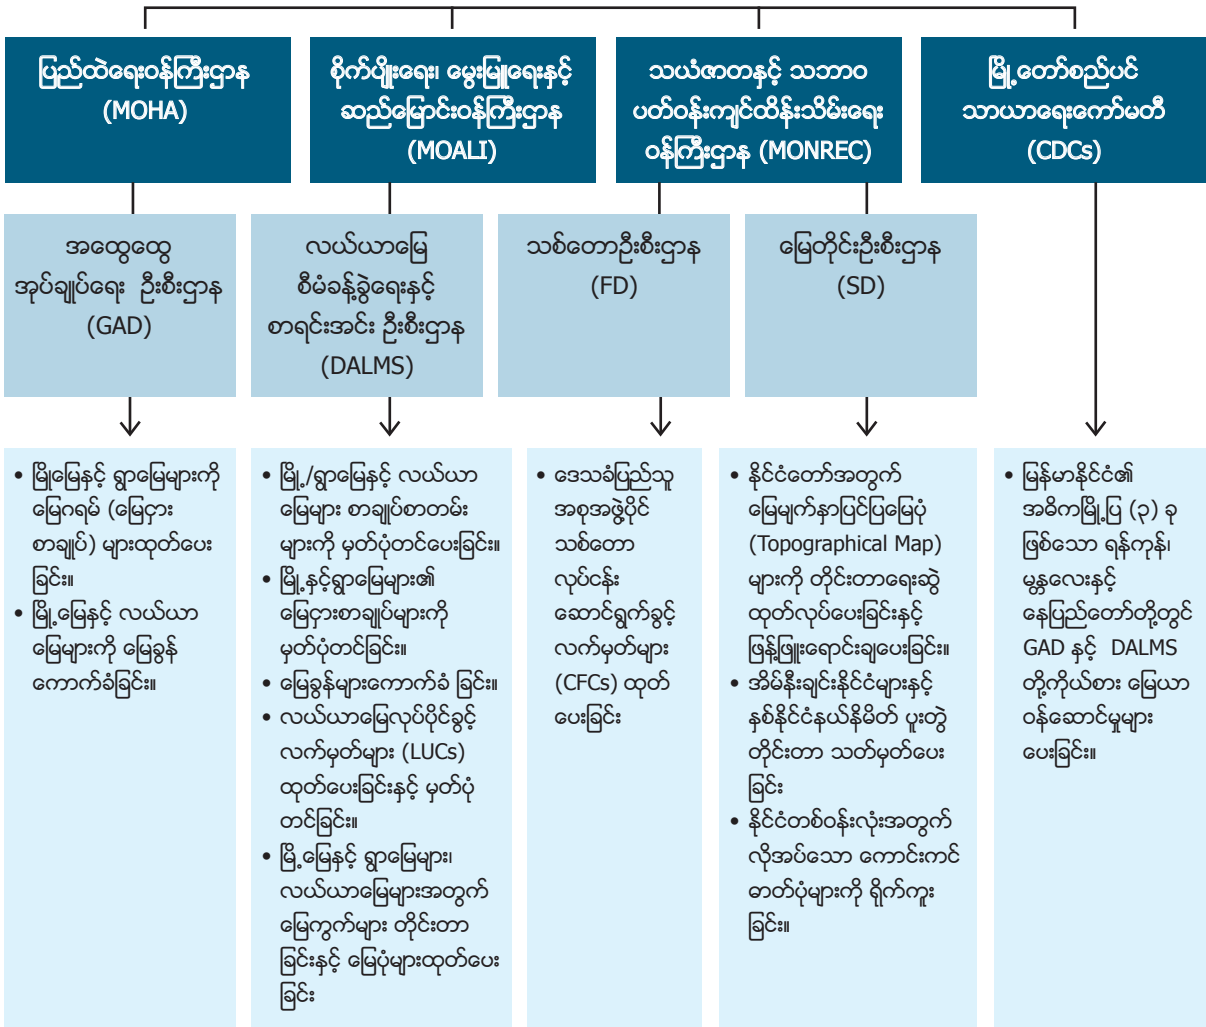 ပြည်ထဲရေးဝန်ကြီးဌာန
(MOHA)
စိုက်ပျိုးရေး၊ မွေးမြူရေးနှင့်
ဆည်မြောင်းဝန်ကြီးဌာန
(MOALI)
သယံဇာတနှင့် သဘာဝ
ပတ်ဝန်းကျင်ထိန်းသိမ်းရေး
ဝန်ကြီးဌာန (MONREC)
မြို့တော်စည်ပင်
သာယာရေးကော်မတီ
(CDCs)
အထွေထွေ
အုပ်ချုပ်ရေး ဦးစီးဌာန
(GAD)
လယ်ယာမြေ
စီမံခန့်ခွဲရေးနှင့်
စာရင်းအင်း ဦးစီးဌာန
(DALMS)
သစ်တောဦးစီးဌာန
(FD)
မြေတိုင်းဦးစီးဌာန
(SD)
• မြို့မြေနှင့် ရွာမြေများကို
မြေဂရမ် (မြေငှား
စာချုပ်) များထုတ်ပေး
ခြင်း။
• မြို့မြေနှင့် လယ်ယာ
မြေများကို မြေခွန်
ကောက်ခံခြင်း။
• မြို့/ရွာမြေနှင့် လယ်ယာ
မြေများ စာချုပ်စာတမ်း
များကို မှတ်ပုံတင်ပေးခြင်း။
• မြို့နှင့်ရွာမြေများ၏
မြေငှားစာချုပ်များကို
မှတ်ပုံတင်ခြင်း။
• မြေခွန်များကောက်ခံ ခြင်း။
• လယ်ယာမြေလုပ်ပိုင်ခွင့်
လက်မှတ်များ (LUCs)
ထုတ်ပေးခြင်းနှင့် မှတ်ပုံ
တင်ခြင်း။
• မြို့မြေနှင့် ရွာမြေများ၊
လယ်ယာမြေများအတွက်
မြေကွက်များ တိုင်းတာ
ခြင်းနှင့် မြေပုံများထုတ်ပေး
ခြင်း
• ဒေသခံပြည်သူ
အစုအဖွဲ့ပိုင်
သစ်တော
လုပ်ငန်း
ဆောင်ရွက်ခွင့်
လက်မှတ်များ
(CFCs) ထုတ်
ပေးခြင်း
• နိုင်ငံတော်အတွက်
မြေမျက်နှာပြင်ပြမြေပုံ
(Topographical Map)
များကို တိုင်းတာရေးဆွဲ
ထုတ်လုပ်ပေးခြင်းနှင့်
ဖြန့်ဖြူးရောင်းချပေးခြင်း။
• အိမ်နီးချင်းနိုင်ငံများနှင့်
နှစ်နိုင်ငံနယ်နိမိတ် ပူးတွဲ
တိုင်းတာ သတ်မှတ်ပေး
ခြင်း
• နိုင်ငံတစ်ဝန်းလုံးအတွက်
လိုအပ်သော ကောင်းကင်
ဓာတ်ပုံများကို ရိုက်ကူး
ခြင်း။
• မြန်မာနိုင်ငံ၏
အဓိကမြို့ပြ (၃) ခု
ဖြစ်သော ရန်ကုန်၊
မန္တလေးနှင့်
နေပြည်တော်တို့တွင်
GAD နှင့် DALMS
တို့ကိုယ်စား မြေယာ
ဝန်ဆောင်မှုများ
ပေးခြင်း။